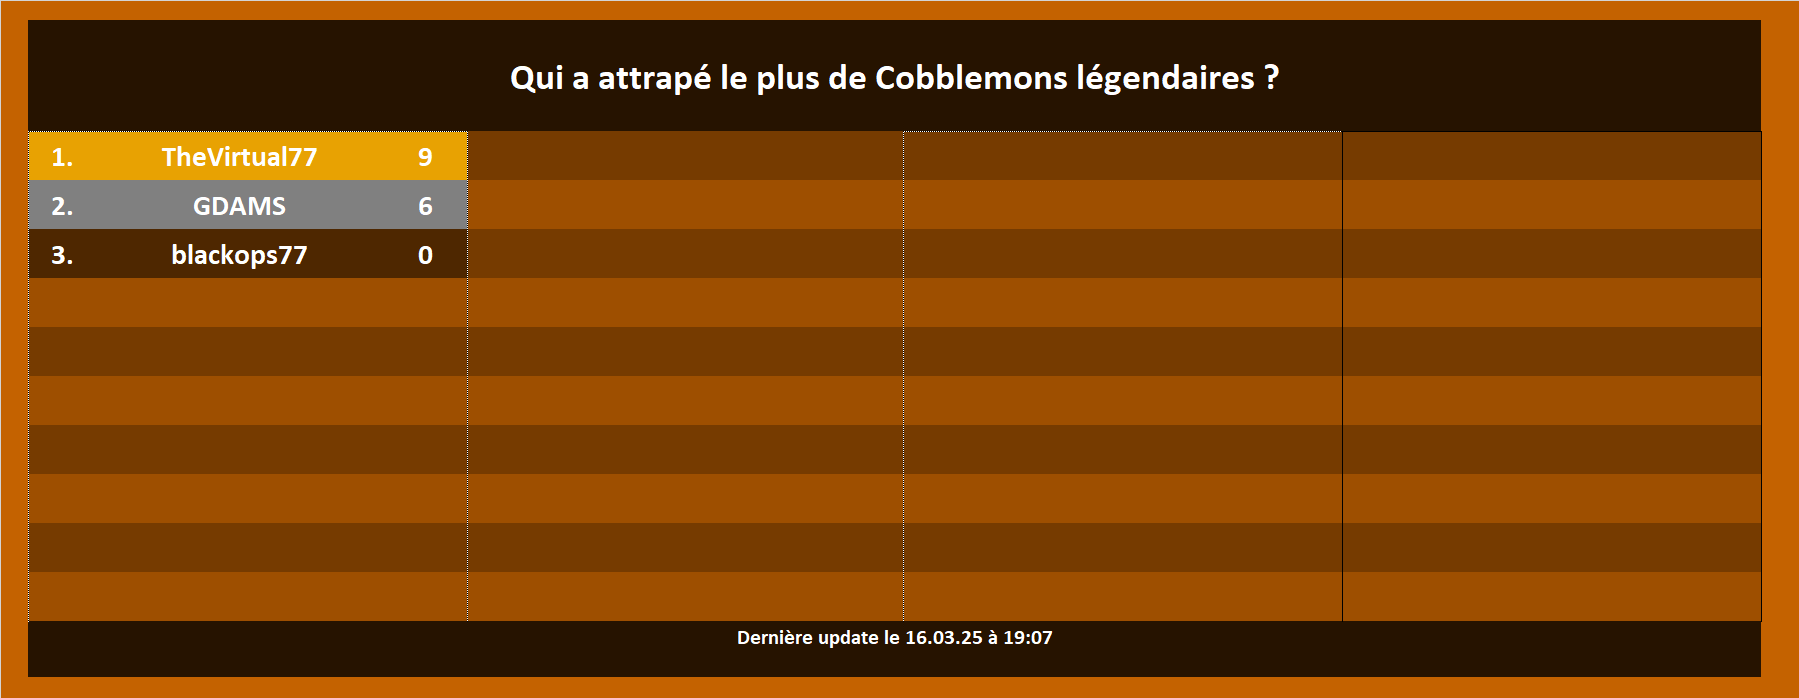 Qui a attrapé le plus de Cobblemons légendaires ?
1. TheVirtual77 9
2. GDAMS 6
3. blackops77 0
Dernière update le 16.03.25 à 19:07